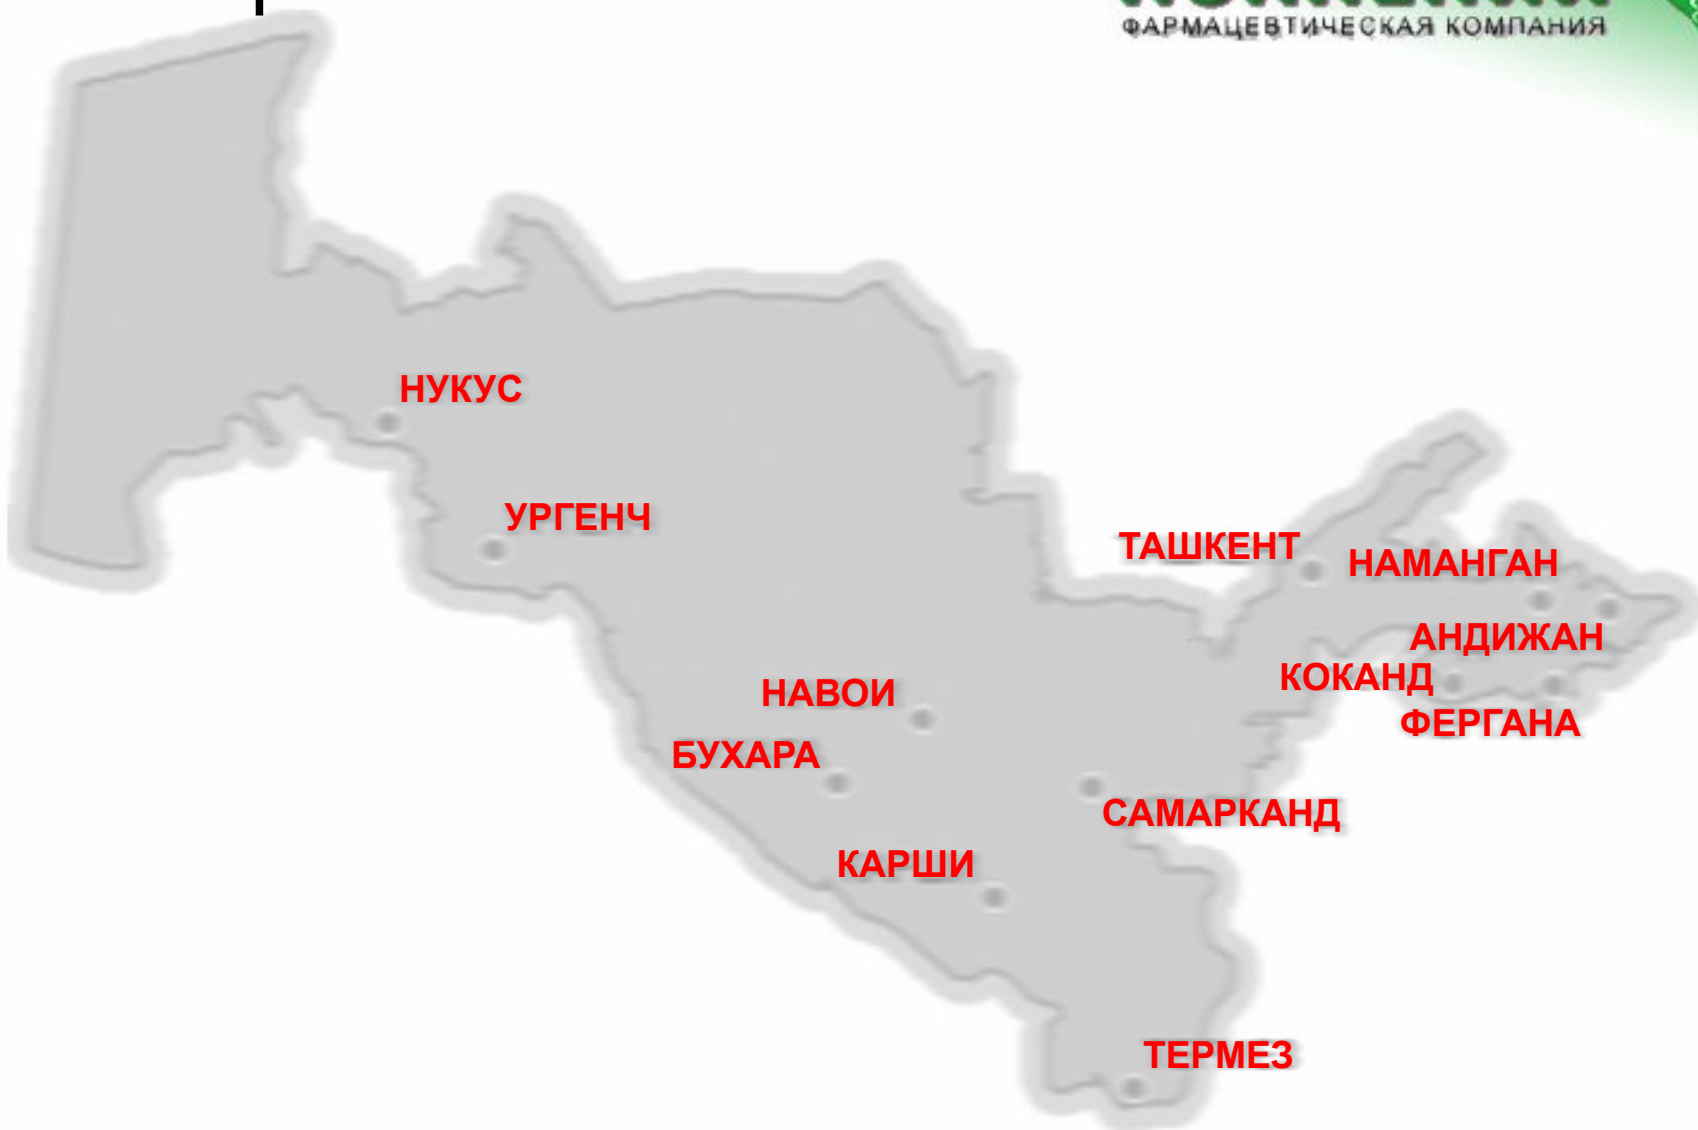 ФАРМАЦЕВТИЧЕСКАЯ КОМПАНИЯ
НУКУС
УРГЕНЧ
ТАШКЕНТ
НАМАНГАН
АНДИЖАН
КОКАНД
НАВОИ
ФЕРГАНА
БУХАРА
САМАРКАНД
КАРШИ
ТЕРМЕЗ